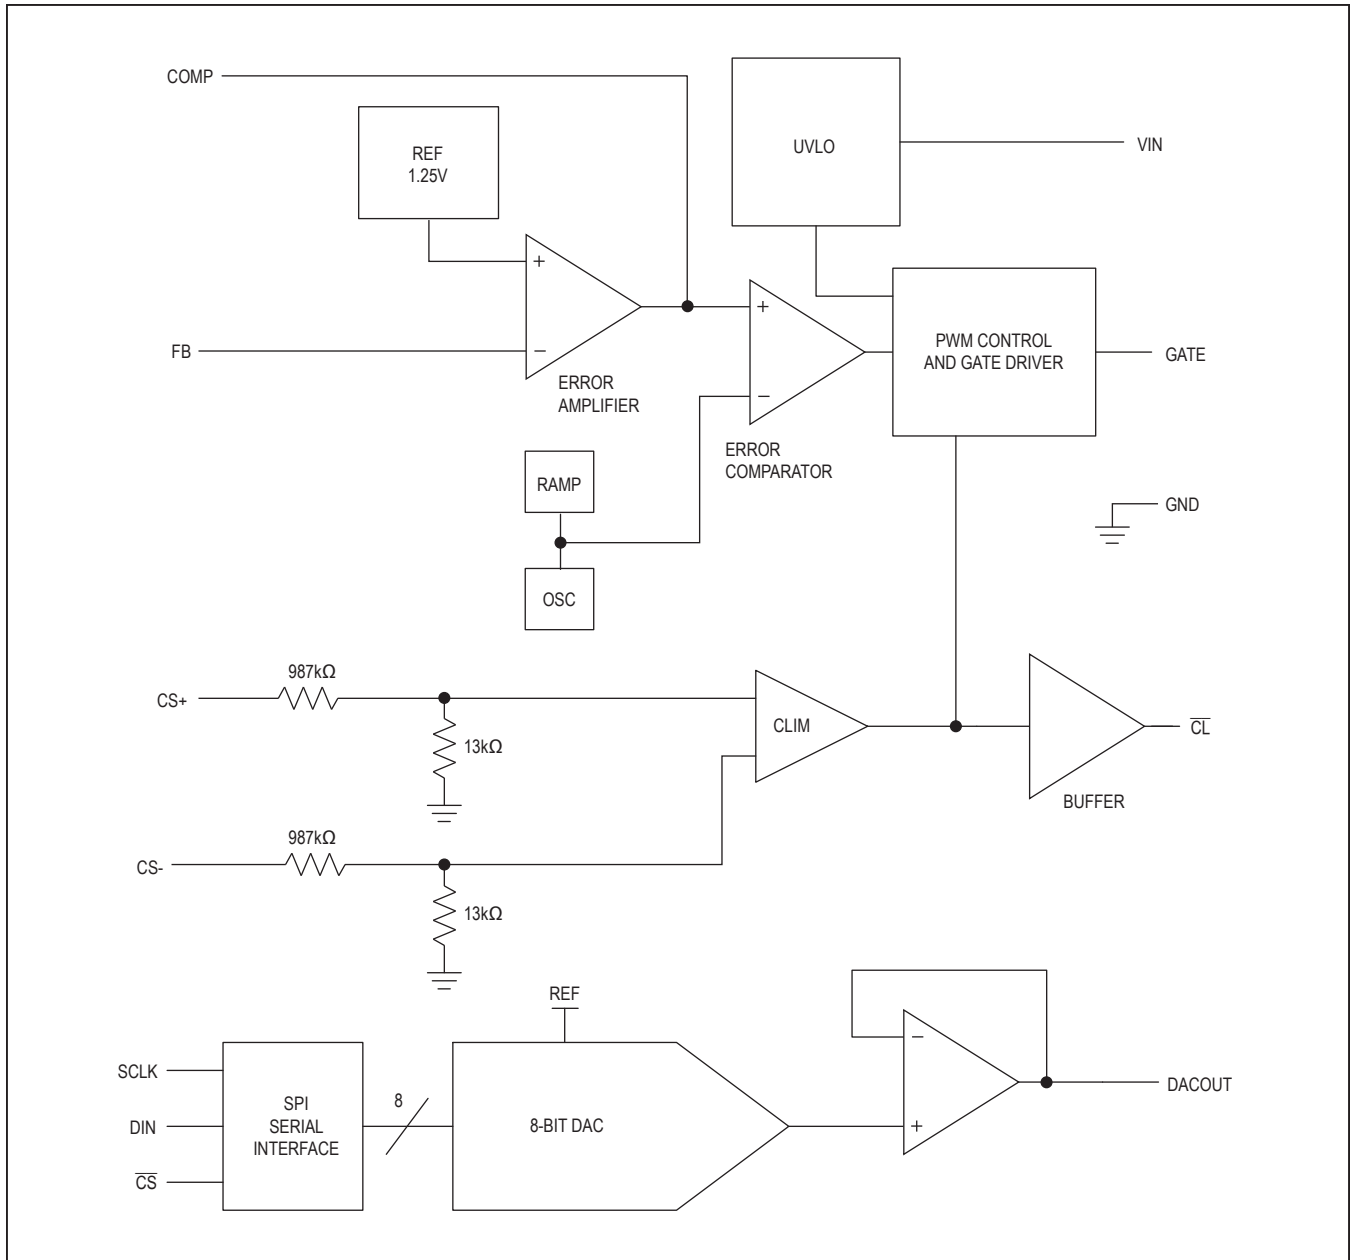 COMP
REF
1.25V
UVLO
VIN
+
−
FB
ERROR
AMPLIFIER
+
−
ERROR
COMPARATOR
PWM CONTROL
AND GATE DRIVER
GATE
RAMP
OSC
GND
CS+
987kΩ
13kΩ
CLIM
BUFFER
C̅L̅
CS-
987kΩ
13kΩ
REF
SCLK
DIN
C̅S̅
SPI
SERIAL
INTERFACE
8
8-BIT DAC
−
+
DACOUT